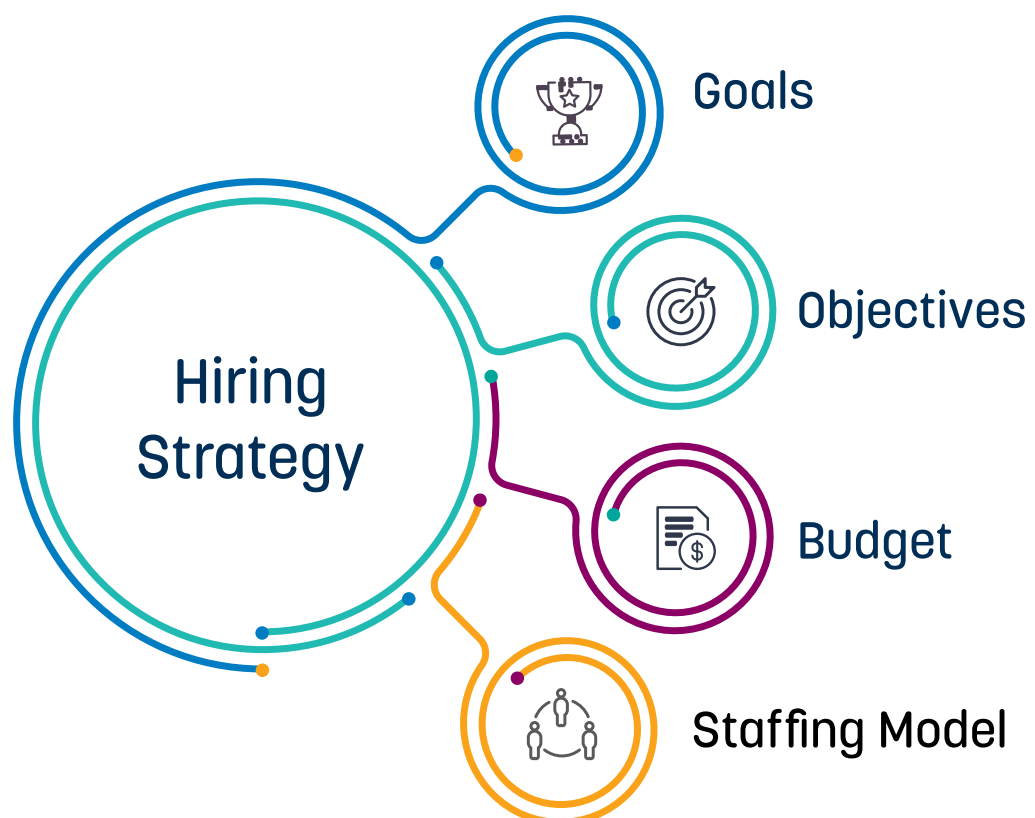 Goals
Objectives
Hiring
Strategy
Budget
$
Staffing Model